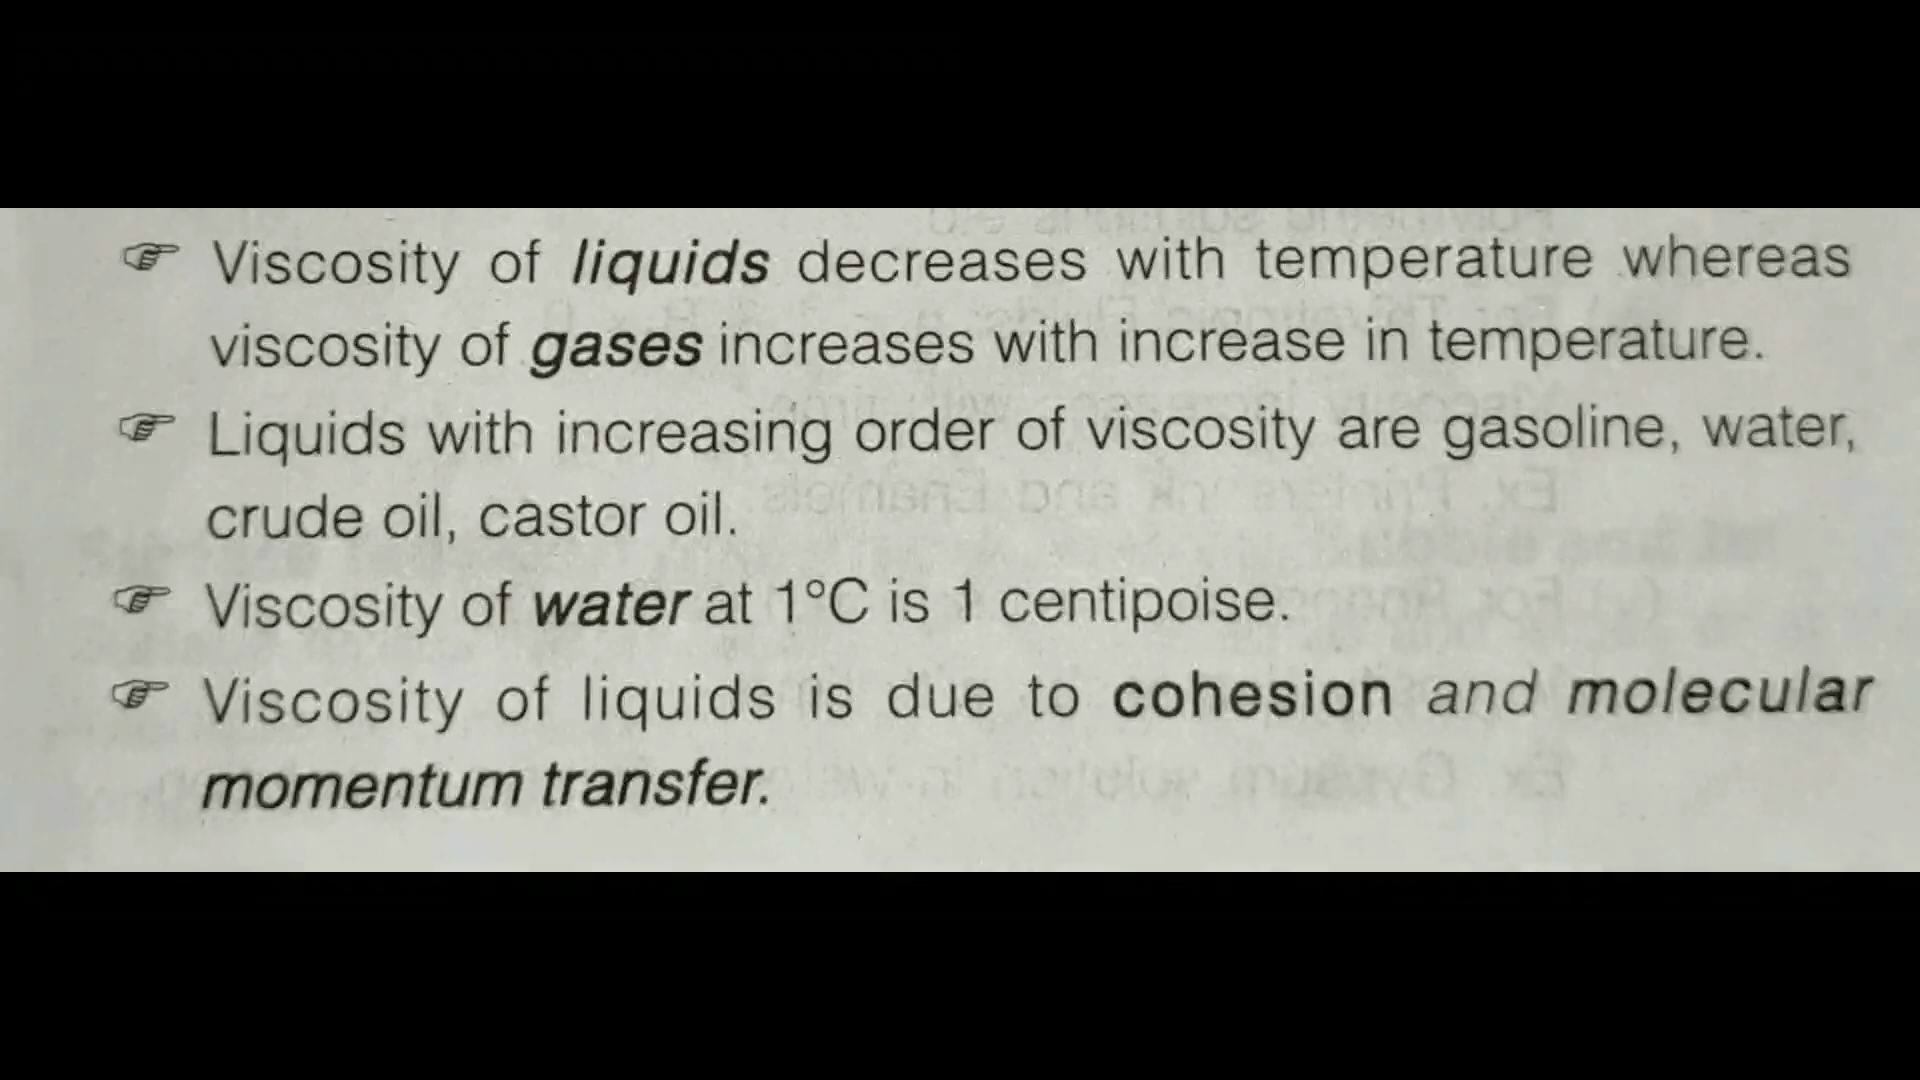 ☞ Viscosity of liquids decreases with temperature whereas
viscosity of gases increases with increase in temperature.
☞ Liquids with increasing order of viscosity are gasoline, water,
crude oil, castor oil.
☞ Viscosity of water at 1°C is 1 centipoise.
☞ Viscosity of liquids is due to cohesion and molecular
momentum transfer.